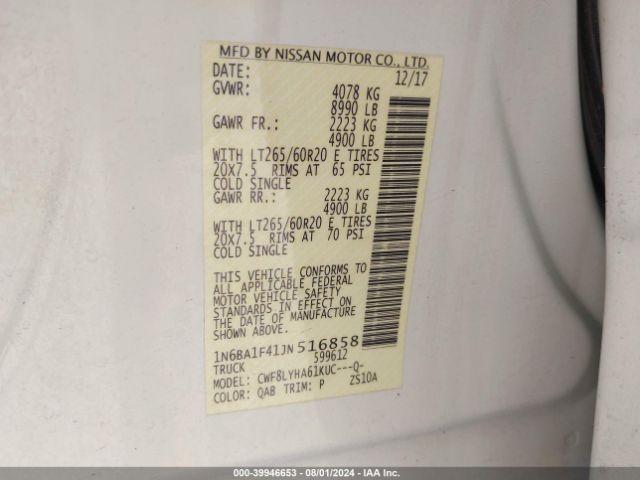 MFD BY NISSAN MOTOR CO., LTD.
DATE: 12/17
GVWR: 4078 KG
8990 LB
GAWR FR.: 2223 KG
4900 LB
WITH LT265/60R20 E TIRES
20X7.5 RIMS AT 65 PSI
COLD SINGLE
GAWR RR.: 2223 KG
4900 LB
WITH LT265/60R20 E TIRES
20X7.5 RIMS AT 70 PSI
COLD SINGLE
THIS VEHICLE CONFORMS TO
ALL APPLICABLE FEDERAL
MOTOR VEHICLE SAFETY
STANDARDS IN EFFECT ON
THE DATE OF MANUFACTURE
SHOWN ABOVE.
1N6BA1F41JN516858
TRUCK 599612
MODEL: CWF8LYHA61KUC---Q-
COLOR: QAB TRIM: P ZS10A
000-39946653 - 08/01/2024 - IAA Inc.